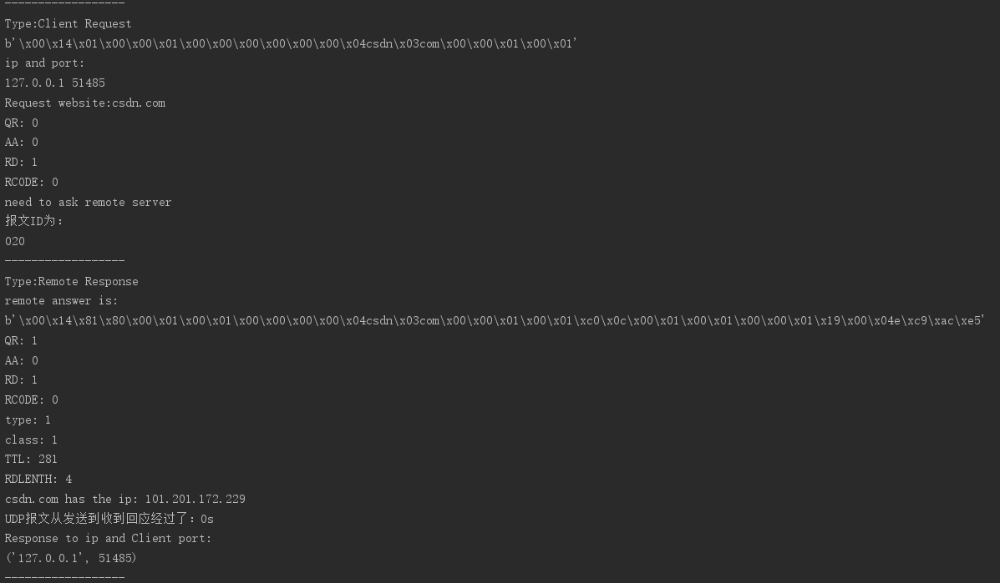 ------------------
Type:Client Request
b'\x00\x14\x01\x00\x00\x01\x00\x00\x00\x00\x00\x00\x04csdn\x03com\x00\x00\x01\x00\x01'
ip and port:
127.0.0.1 51485
Request website:csdn.com
QR: 0
AA: 0
RD: 1
RCODE: 0
need to ask remote server
报文ID为：
020
------------------
Type:Remote Response
remote answer is:
b'\x00\x14\x81\x80\x00\x01\x00\x01\x00\x00\x00\x00\x04csdn\x03com\x00\x00\x01\x00\x01\xc0\x0c\x00\x01\x00\x01\x00\x00\x01\x19\x00\x04e\xc9\xac\xe5'
QR: 1
AA: 0
RD: 1
RCODE: 0
type: 1
class: 1
TTL: 281
RDLENTH: 4
csdn.com has the ip: 101.201.172.229
UDP报文从发送到收到回应经过了：0s
Response to ip and Client port:
('127.0.0.1', 51485)
------------------